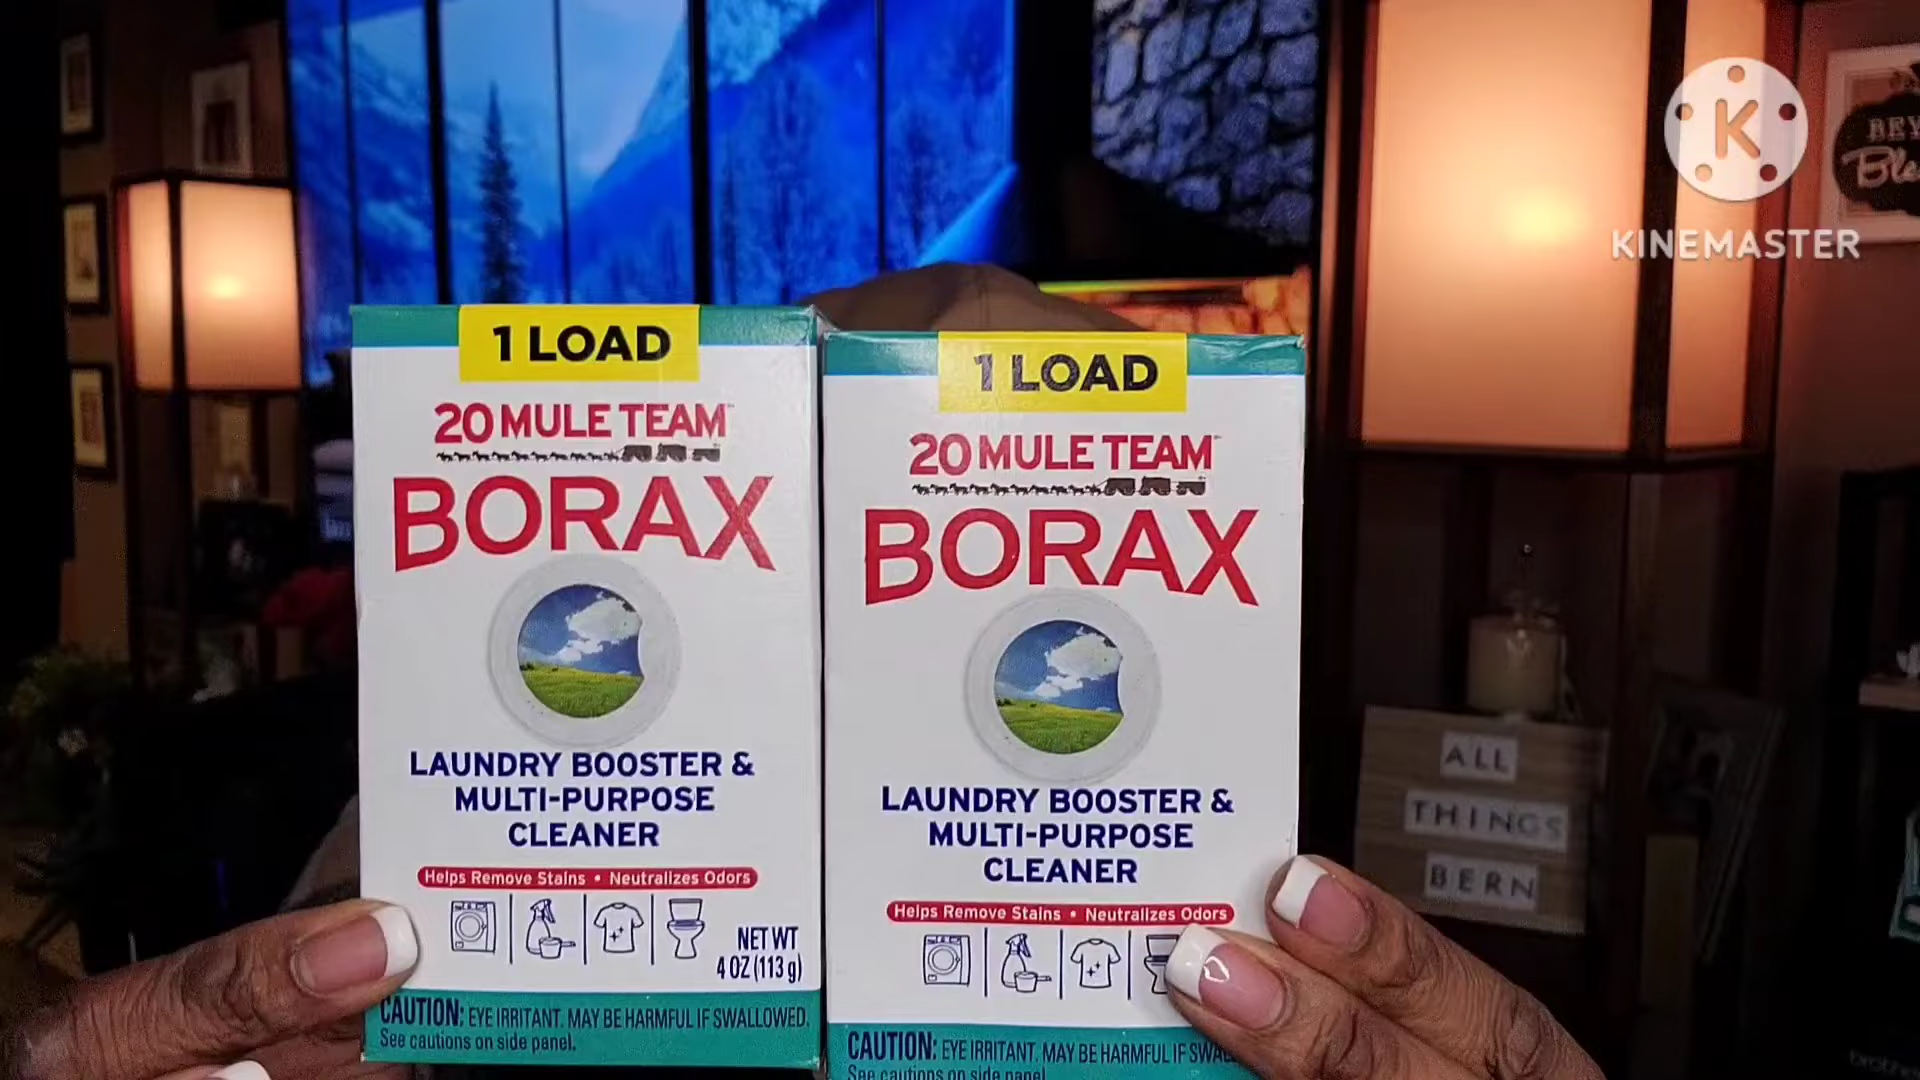 1 LOAD
20 MULE TEAM
BORAX
LAUNDRY BOOSTER &
MULTI-PURPOSE
CLEANER
Helps Remove Stains • Neutralizes Odors
NET WT
4 OZ (113 g)
CAUTION: EYE IRRITANT. MAY BE HARMFUL IF SWALLOWED.
See cautions on side panel.
1 LOAD
20 MULE TEAM
BORAX
LAUNDRY BOOSTER &
MULTI-PURPOSE
CLEANER
Helps Remove Stains • Neutralizes Odors
CAUTION: EYE IRRITANT. MAY BE HARMFUL IF SWAL
See cautions on side panel
K
KINEMASTER
BEY
Ble
ALL
THINGS
BERN